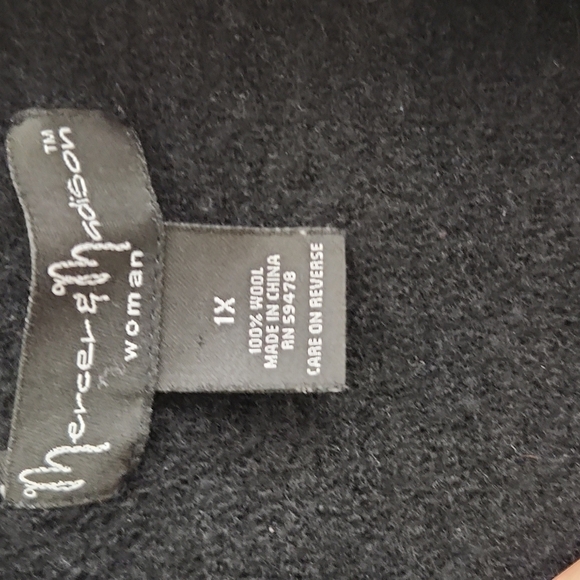 Mercer & Madison™
woman
1X
100% WOOL
MADE IN CHINA
RN 59478
CARE ON REVERSE